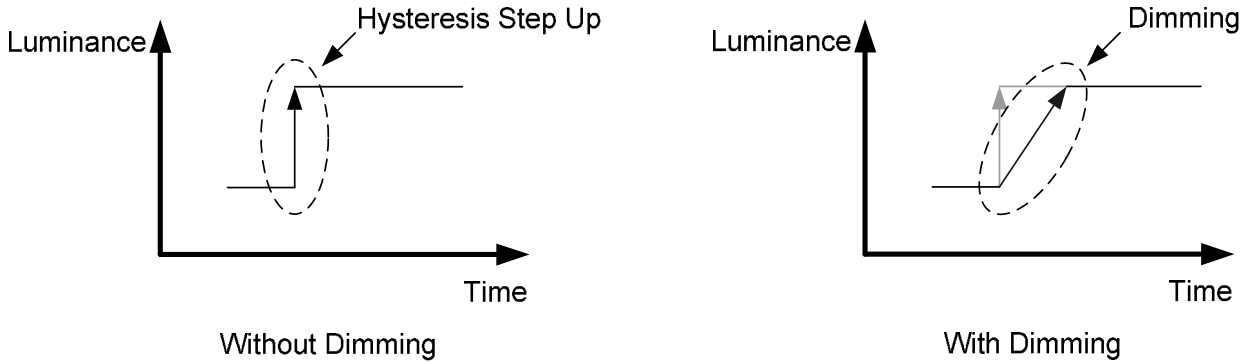 Hysteresis Step Up
Luminance
Time
Without Dimming
Dimming
Luminance
Time
With Dimming